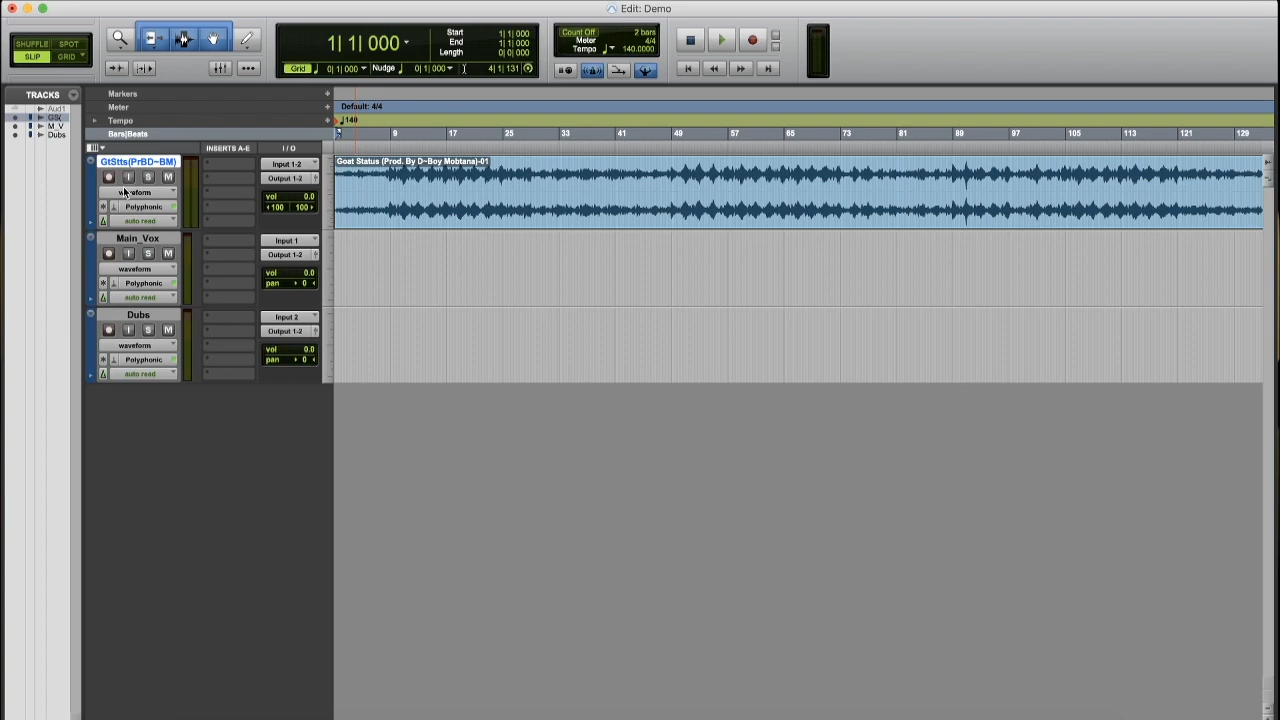 Edit: Demo
SHUFFLE SPOT
SLIP GRID
1| 1| 000
Start 1| 1| 000
End 1| 1| 000
Length 0| 0| 000
Grid 0| 1| 000 Nudge 0| 1| 000 4| 1| 131
Count Off 2 bars
Meter 4/4
Tempo 140.0000
TRACKS
Aud1
M_V
Dubs
Markers
Meter
Default: 4/4
Tempo
140
Bars|Beats
9 17 25 33 41 49 57 65 73 81 89 97 105 113 121 129
INSERTS A-E I / O
GtStts(PrBD~BM)
I S M
waveform
Polyphonic
auto read
Input 1-2
Output 1-2
vol 0.0
100 100
Goat Status (Prod. By D~Boy Mobtana)-01
Main_Vox
I S M
waveform
Polyphonic
auto read
Input 1
Output 1-2
vol 0.0
pan 0
Dubs
I S M
waveform
Polyphonic
auto read
Input 2
Output 1-2
vol 0.0
pan 0